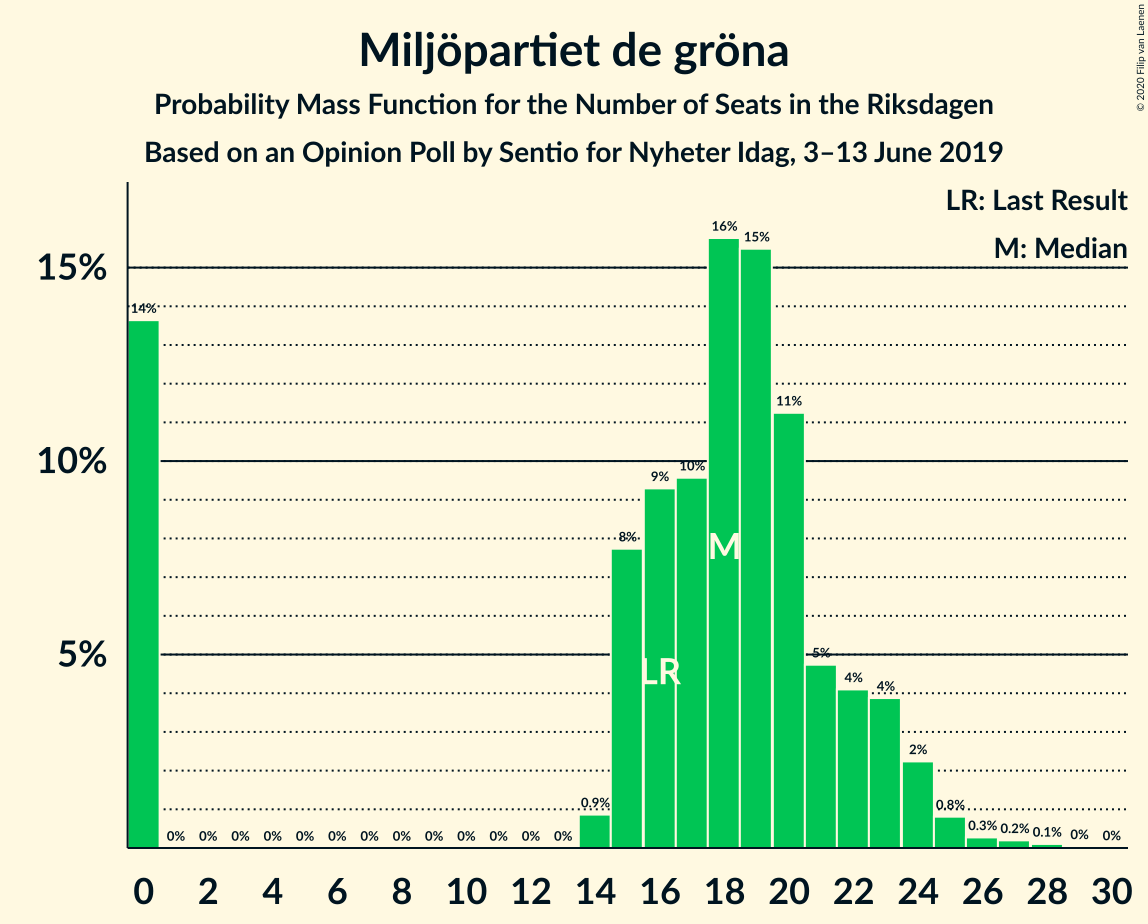 Miljöpartiet de gröna
Probability Mass Function for the Number of Seats in the Riksdagen
Based on an Opinion Poll by Sentio for Nyheter Idag, 3–13 June 2019
© 2020 Filip van Laenen
LR: Last Result
M: Median
15%
10%
5%
14%
0% 0% 0% 0% 0% 0% 0% 0% 0% 0% 0% 0% 0%
0.9%
8%
9%
10%
16%
15%
11%
5%
4%
4%
2%
0.8%
0.3%
0.2%
0.1%
0%
0%
LR
M
0 2 4 6 8 10 12 14 16 18 20 22 24 26 28 30